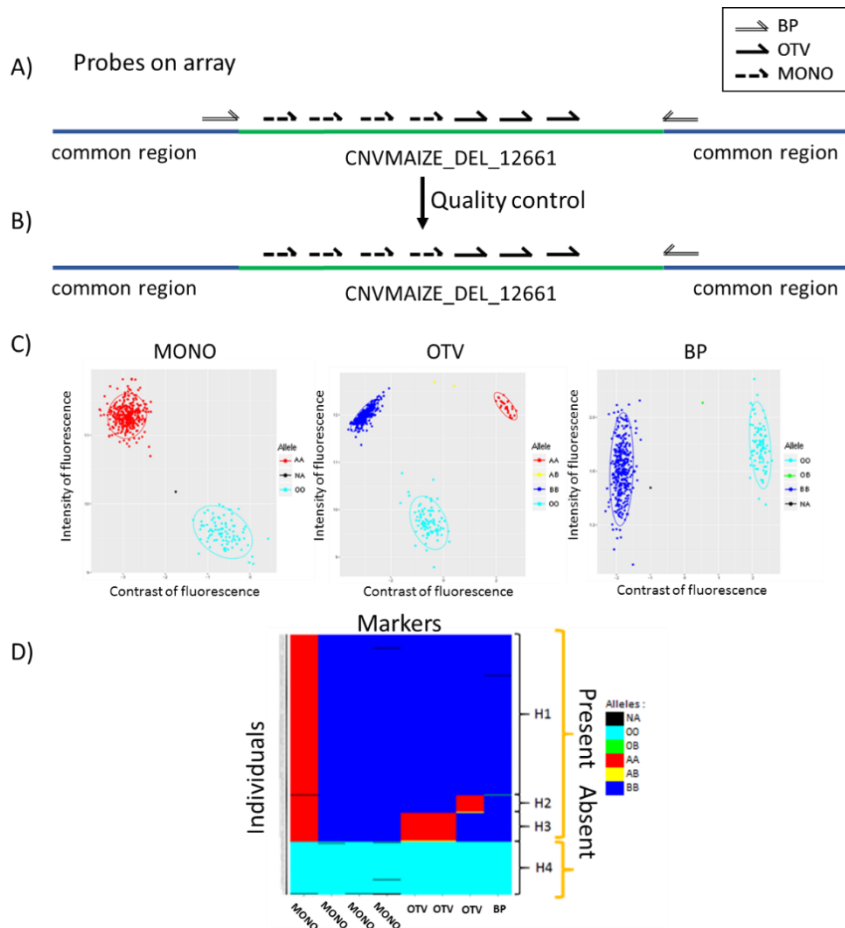 BP
OTV
MONO
A)
Probes on array
common region
CNVMAIZE_DEL_12661
common region
Quality control
B)
common region
CNVMAIZE_DEL_12661
common region
C)
MONO
OTV
BP
Intensity of fluorescence
Contrast of fluorescence
Allele
AA
NA
OO
Intensity of fluorescence
Contrast of fluorescence
Allele
AA
AB
BB
OO
Intensity of fluorescence
Contrast of fluorescence
Allele
OO
OB
BB
NA
D)
Markers
Individuals
H1
H2
H3
H4
Present
Absent
Alleles :
NA
OO
OB
AA
AB
BB
MONO
MONO
MONO
MONO
OTV
OTV
OTV
BP